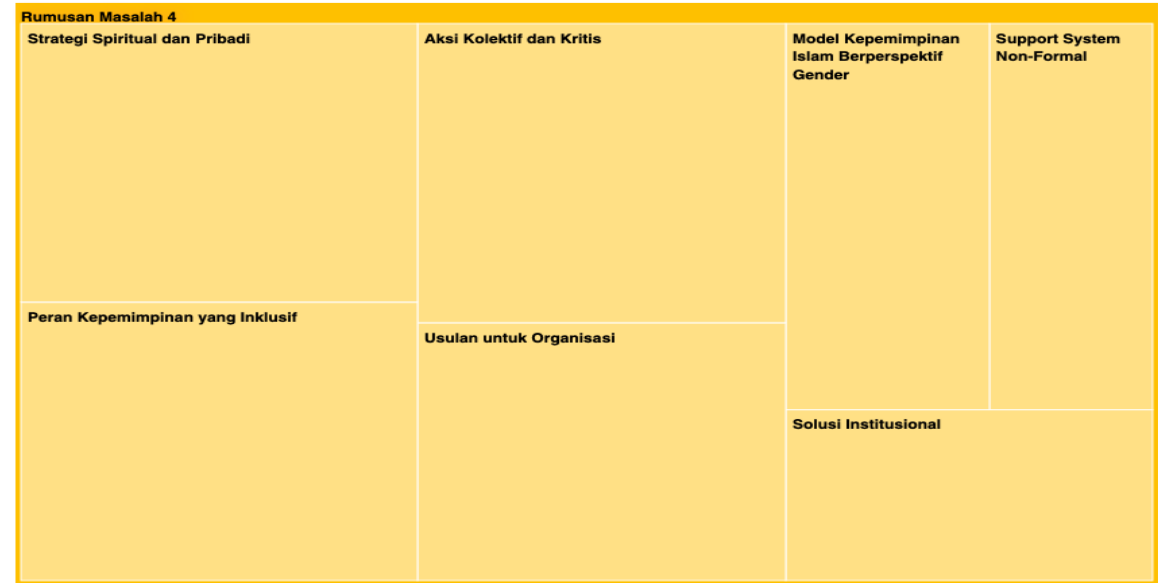 Rumusan Masalah 4
Strategi Spiritual dan Pribadi
Peran Kepemimpinan yang Inklusif
Aksi Kolektif dan Kritis
Usulan untuk Organisasi
Model Kepemimpinan
Islam Berperspektif
Gender
Support System
Non-Formal
Solusi Institusional